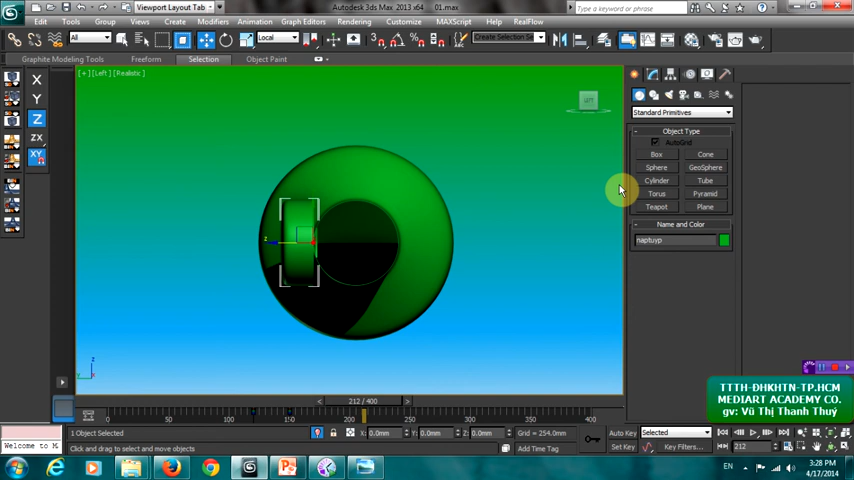 Viewport Layout Tab
Autodesk 3ds Max 2013 x64
01.max
Type a keyword or phrase
Edit
Tools
Group
Views
Create
Modifiers
Animation
Graph Editors
Rendering
Customize
MAXScript
Help
RealFlow
All
Local
Create Selection Se
Graphite Modeling Tools
Freeform
Selection
Object Paint
X
Y
Z
ZX
XY
[ + ] [ Left ] [ Realistic ]
Standard Primitives
Object Type
AutoGrid
Box
Cone
Sphere
GeoSphere
Cylinder
Tube
Torus
Pyramid
Teapot
Plane
Name and Color
naptuyp
z
z
TTTH-ĐHKHTN-TP.HCM
MEDIART ACADEMY CO.
gv: Vũ Thị Thanh Thuý
212 / 400
0
50
100
150
250
300
350
400
1 Object Selected
X: 0.0mm
Y: 0.0mm
Z: 0.0mm
Grid = 254.0mm
Auto Key
Selected
Welcome to M
Click and drag to select and move objects
Add Time Tag
Set Key
Key Filters...
212
EN
3:28 PM
4/17/2014